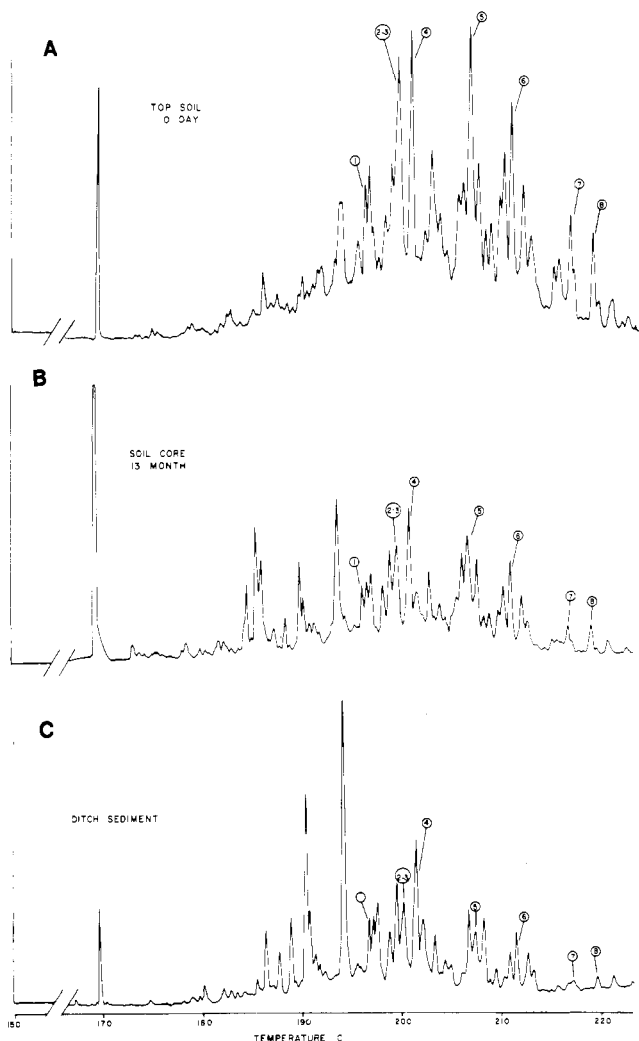 A
TOP SOIL
0 DAY
1
2-3
4
5
6
7
8
B
SOIL CORE
13 MONTH
1
2-3
4
5
6
7
8
C
DITCH SEDIMENT
2-3
4
5
6
7
8
150 170 180 190 200 210 220
TEMPERATURE C